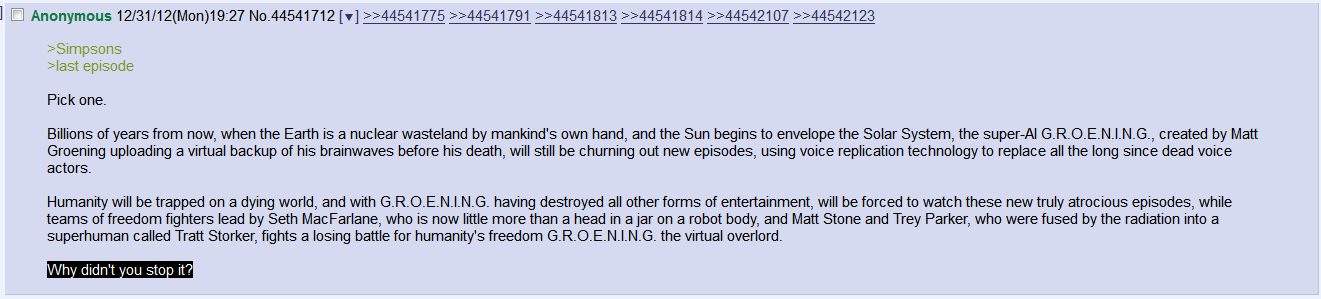 Anonymous 12/31/12(Mon)19:27 No.44541712 [▼] >>44541775 >>44541791 >>44541813 >>44541814 >>44542107 >>44542123
>Simpsons
>last episode
Pick one.
Billions of years from now, when the Earth is a nuclear wasteland by mankind's own hand, and the Sun begins to envelope the Solar System, the super-AI G.R.O.E.N.I.N.G., created by Matt
Groening uploading a virtual backup of his brainwaves before his death, will still be churning out new episodes, using voice replication technology to replace all the long since dead voice
actors.
Humanity will be trapped on a dying world, and with G.R.O.E.N.I.N.G. having destroyed all other forms of entertainment, will be forced to watch these new truly atrocious episodes, while
teams of freedom fighters lead by Seth MacFarlane, who is now little more than a head in a jar on a robot body, and Matt Stone and Trey Parker, who were fused by the radiation into a
superhuman called Tratt Storker, fights a losing battle for humanity's freedom G.R.O.E.N.I.N.G. the virtual overlord.
Why didn't you stop it?